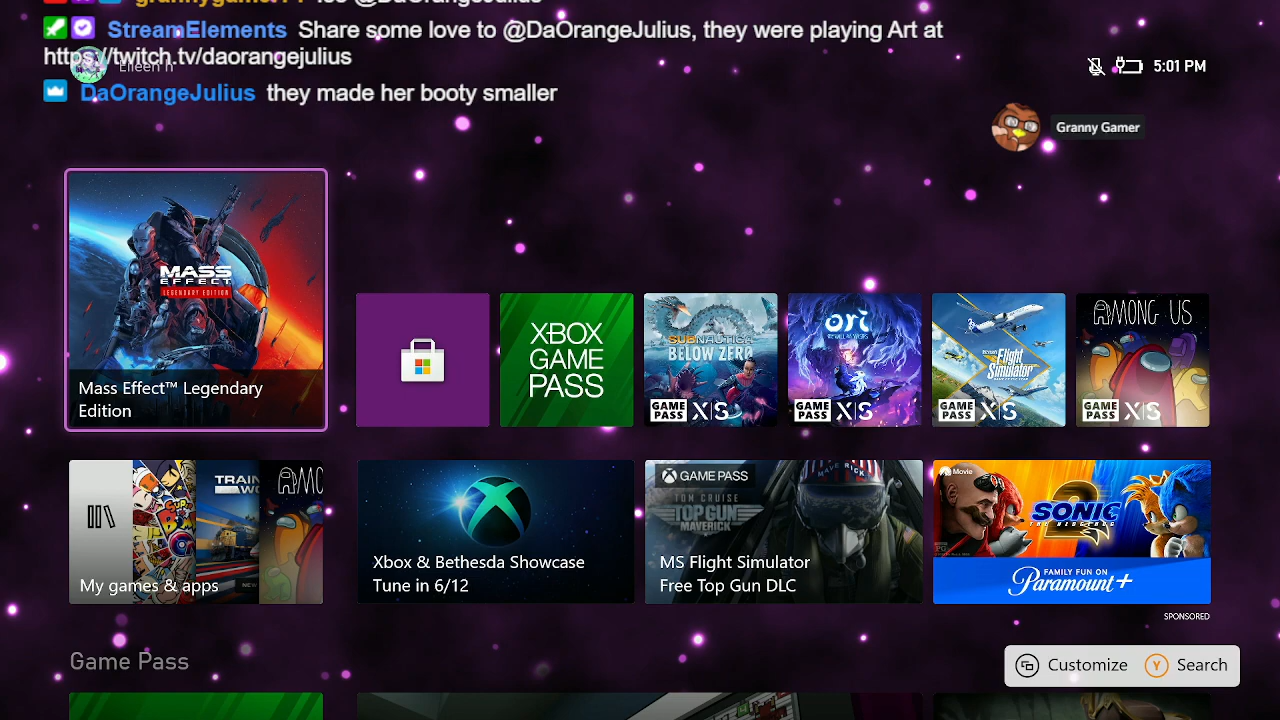 StreamElements Share some love to @DaOrangeJulius, they were playing Art at
https://twitch.tv/daorangejulius
Eileen h
5:01 PM
DaOrangeJulius they made her booty smaller
Granny Gamer
MASS
EFFECT
LEGENDARY EDITION
Mass Effect™ Legendary
Edition
XBOX
GAME
PASS
SUBNAUTICA
BELOW ZERO
GAME
PASS X|S
ori
GAME
PASS X|S
Flight
Simulator
GAME
PASS X|S
AMONG US
GAME
PASS X|S
My games & apps
Xbox & Bethesda Showcase
Tune in 6/12
GAME PASS
MAVERICK
TOM CRUISE
TOP GUN
MAVERICK
MS Flight Simulator
Free Top Gun DLC
Movie
SONIC
THE HEDGEHOG
2
FAMILY FUN ON
Paramount+
SPONSORED
Game Pass
Customize
Y Search